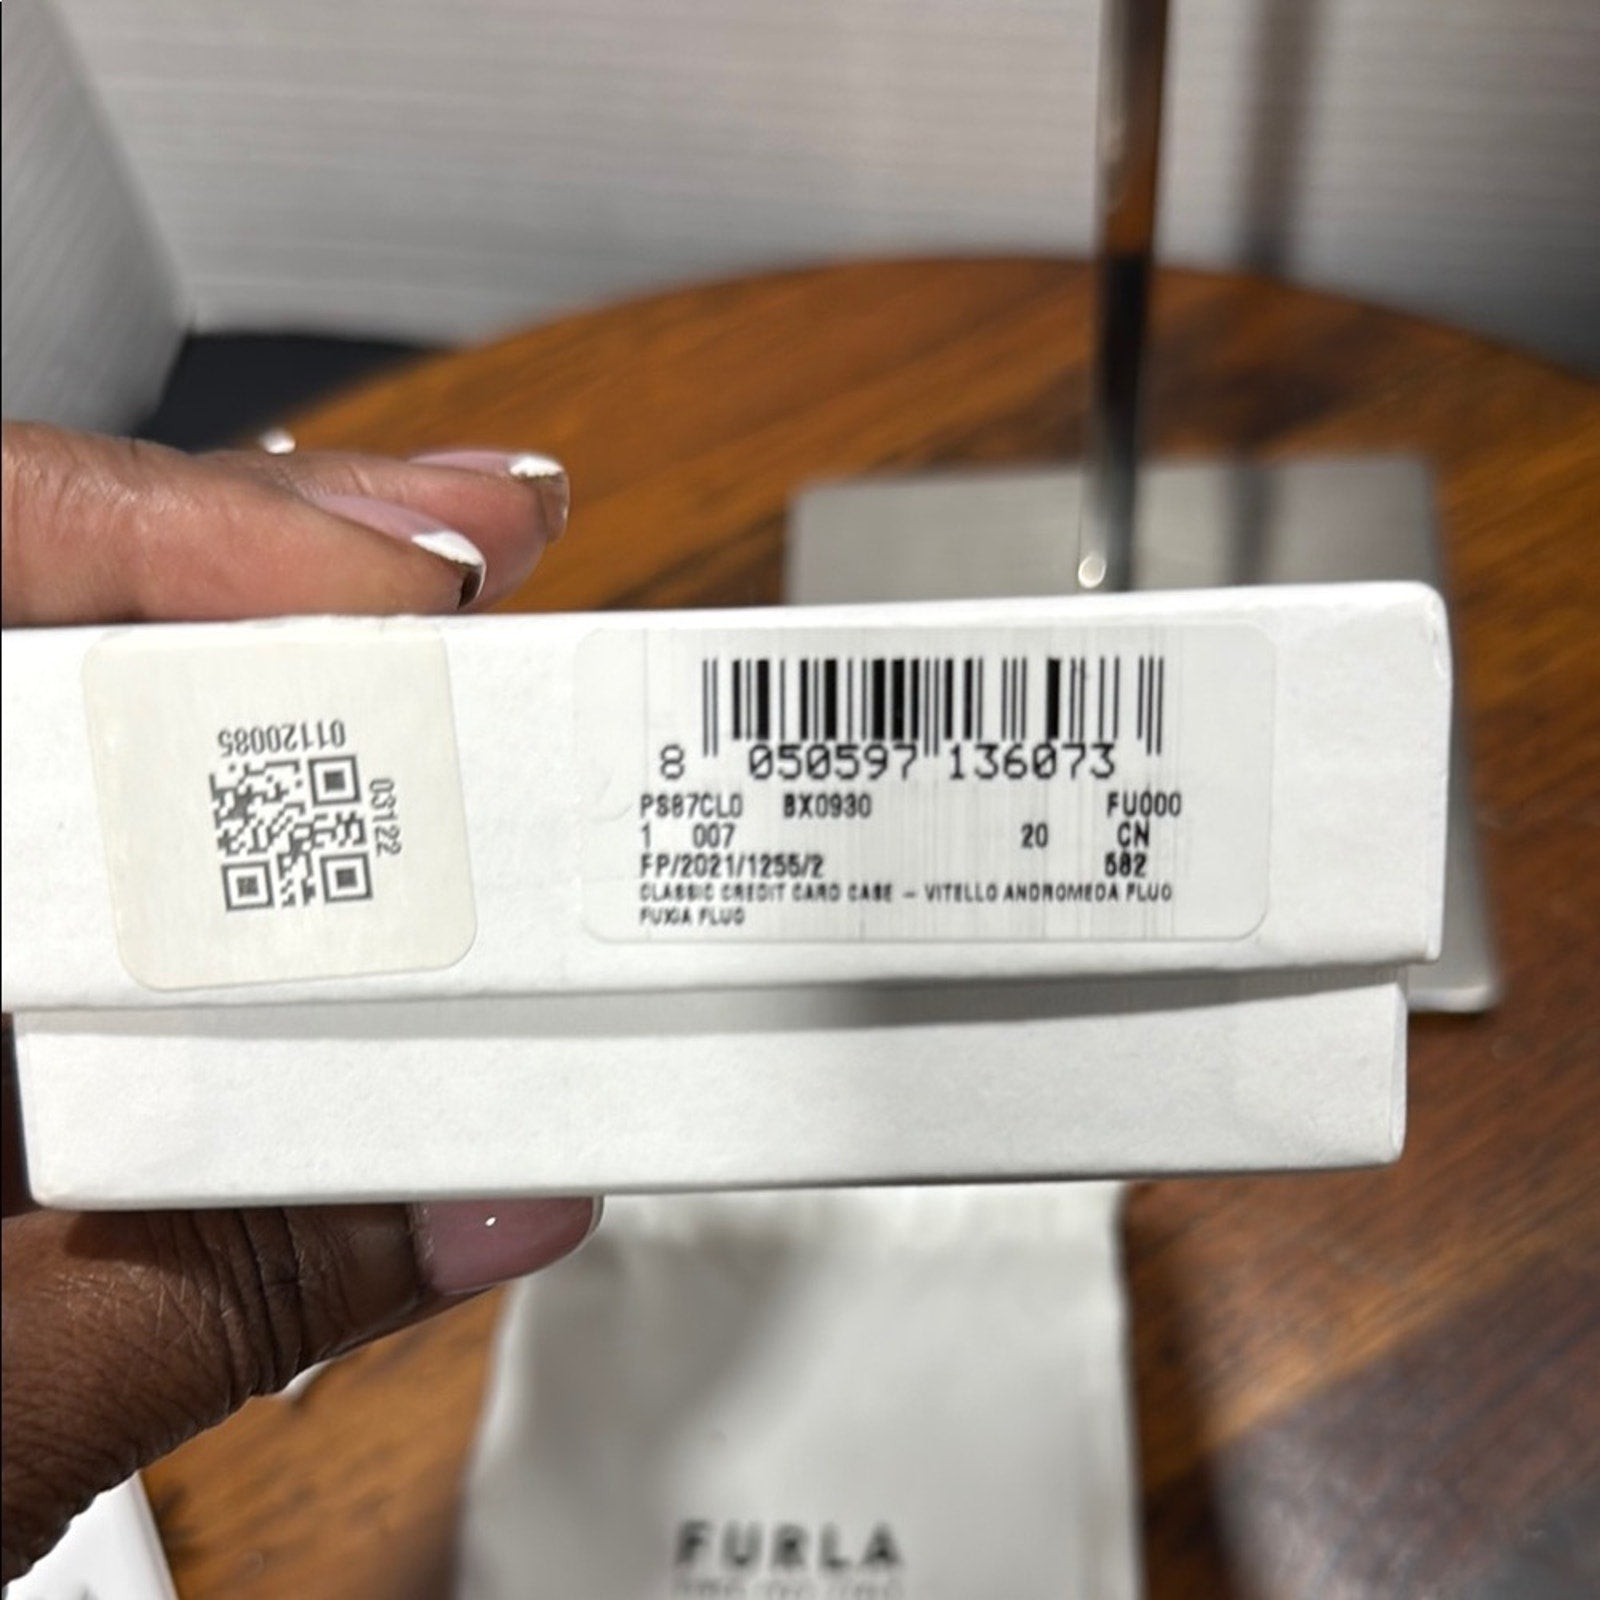 01120085
03122
8 050597 136073
PS87CL0 BX0930 FU000
1 007 20 CN
FP/2021/1255/2 582
CLASSIC CREDIT CARD CASE – VITELLO ANDROMEDA FLUO
FUXIA FLUO
FURLA